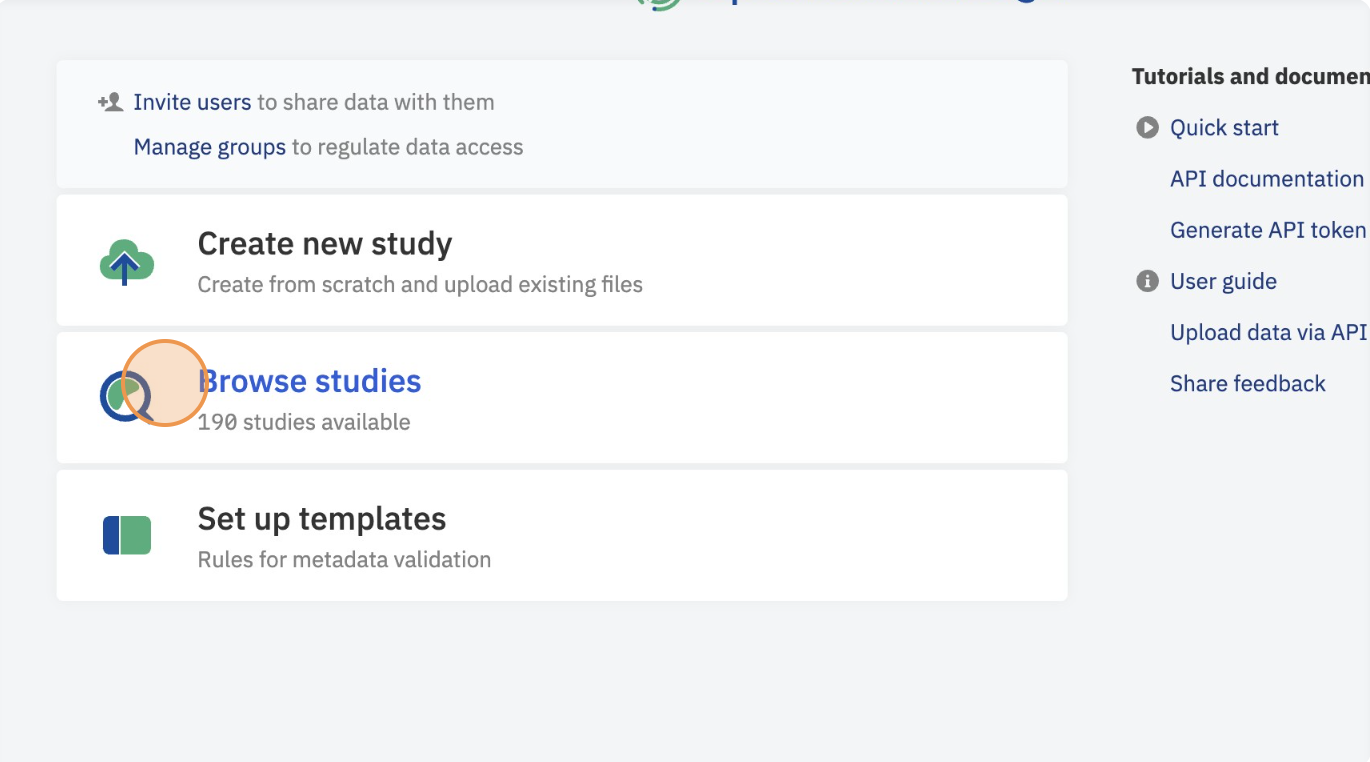 Invite users to share data with them
Manage groups to regulate data access
Create new study
Create from scratch and upload existing files
Browse studies
190 studies available
Set up templates
Rules for metadata validation
Tutorials and documen
Quick start
API documentation
Generate API token
User guide
Upload data via API
Share feedback